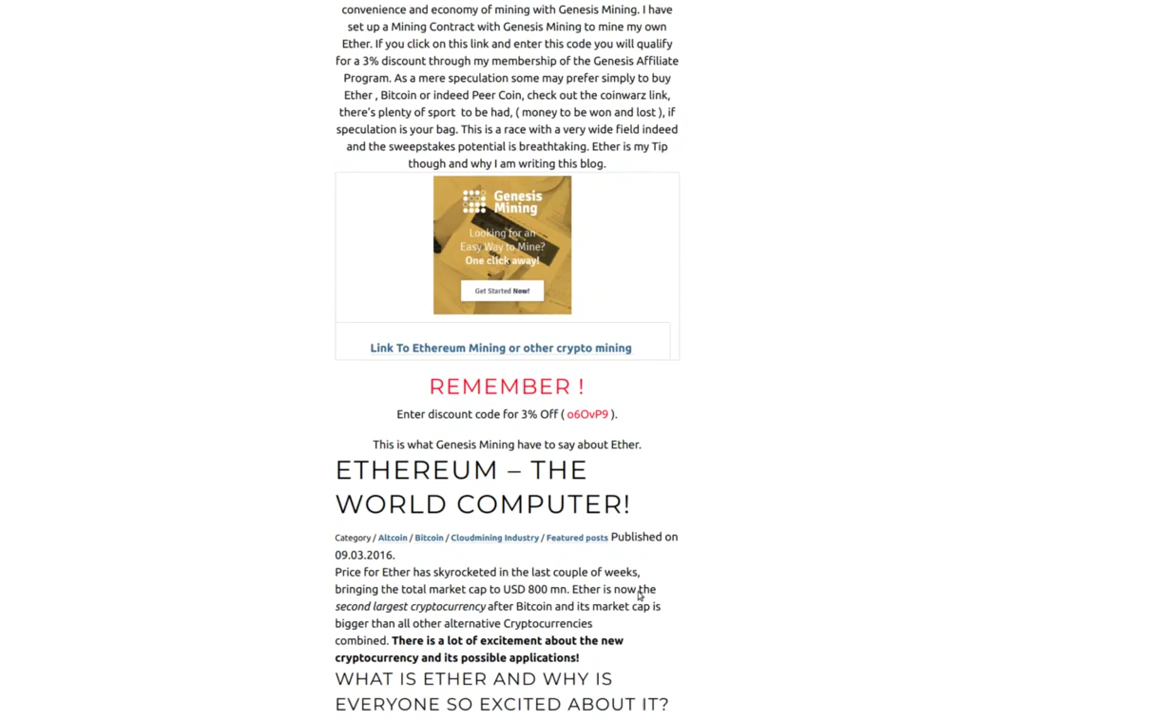 convenience and economy of mining with Genesis Mining. I have
set up a Mining Contract with Genesis Mining to mine my own
Ether. If you click on this link and enter this code you will qualify
for a 3% discount through my membership of the Genesis Affiliate
Program. As a mere speculation some may prefer simply to buy
Ether , Bitcoin or indeed Peer Coin, check out the coinwarz link,
there's plenty of sport to be had, ( money to be won and lost ), if
speculation is your bag. This is a race with a very wide field indeed
and the sweepstakes potential is breathtaking. Ether is my Tip
though and why I am writing this blog.
Genesis
Mining
Looking for an
Easy Way to Mine?
One click away!
Get Started Now!
Link To Ethereum Mining or other crypto mining
REMEMBER !
Enter discount code for 3% Off ( o6OvP9 ).
This is what Genesis Mining have to say about Ether.
ETHEREUM – THE
WORLD COMPUTER!
Category / Altcoin / Bitcoin / Cloudmining Industry / Featured posts Published on
09.03.2016.
Price for Ether has skyrocketed in the last couple of weeks,
bringing the total market cap to USD 800 mn. Ether is now the
second largest cryptocurrency after Bitcoin and its market cap is
bigger than all other alternative Cryptocurrencies
combined. There is a lot of excitement about the new
cryptocurrency and its possible applications!
WHAT IS ETHER AND WHY IS
EVERYONE SO EXCITED ABOUT IT?